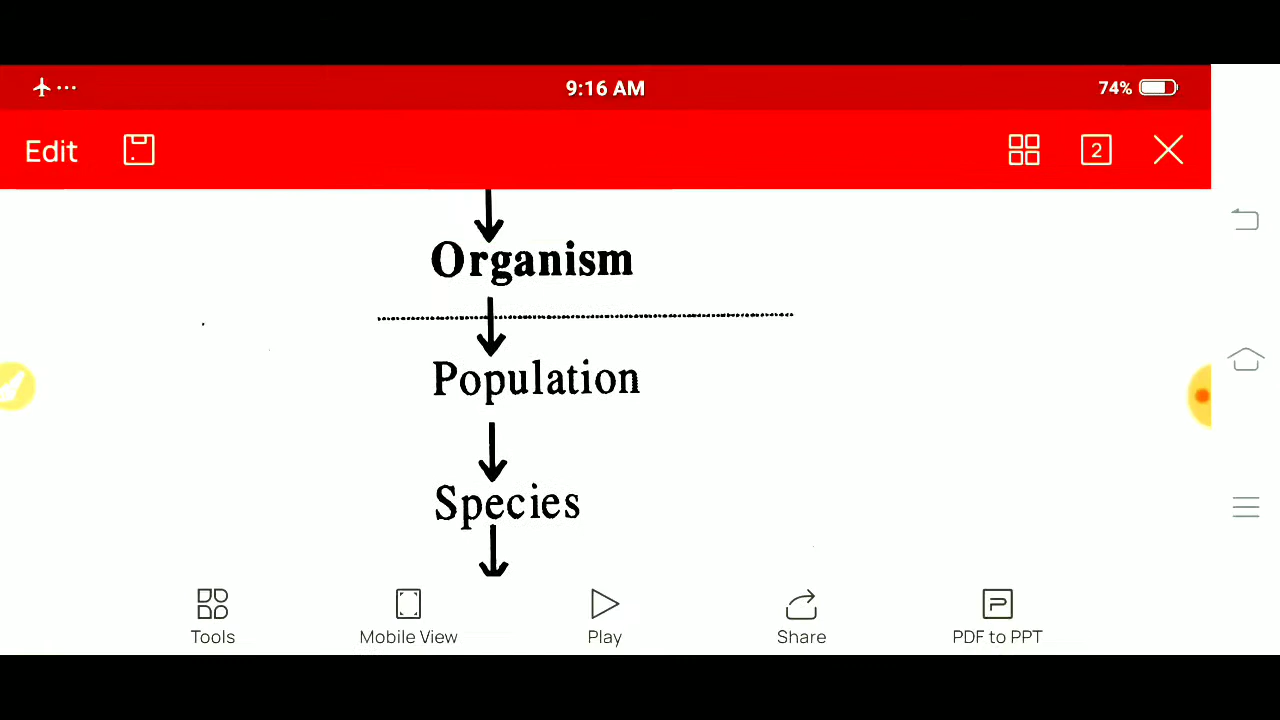 9:16 AM
74%
Edit
2
Organism
Population
Species
Tools
Mobile View
Play
Share
PDF to PPT